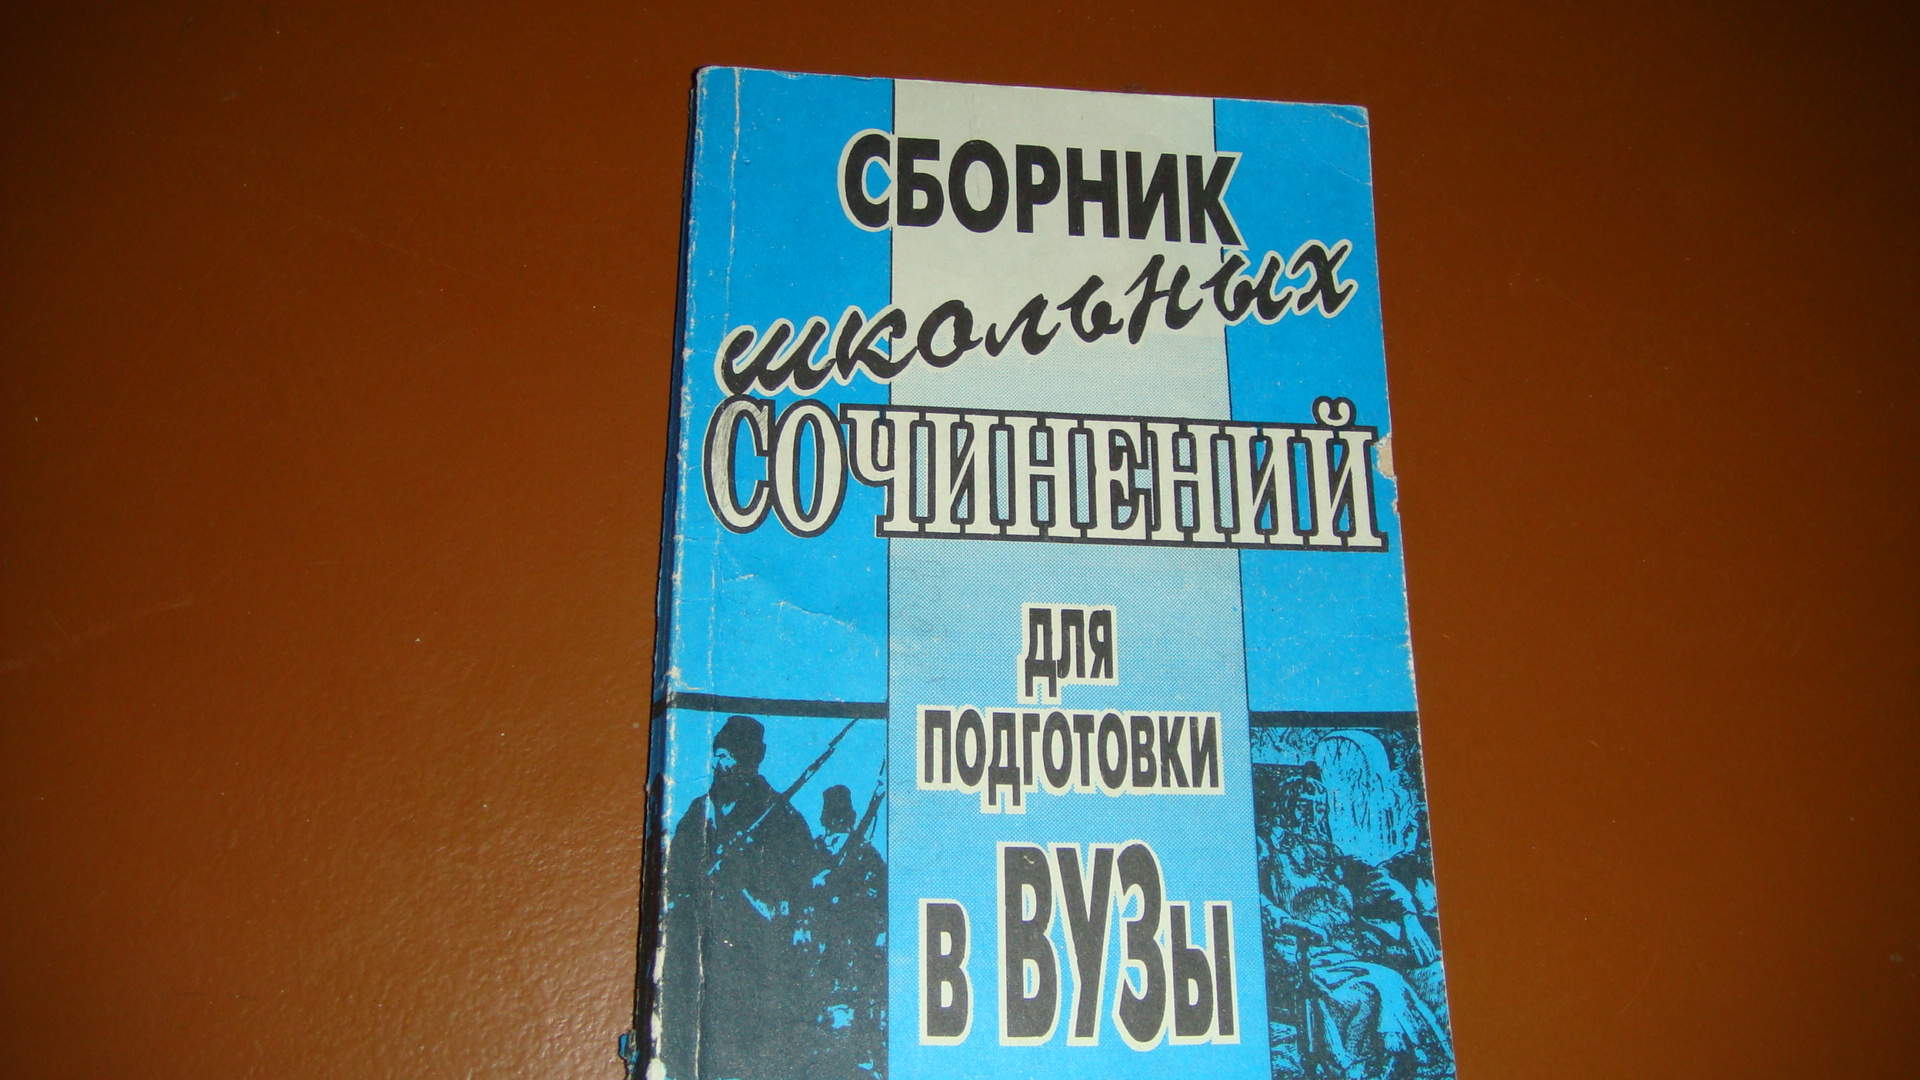 СБОРНИК
школьных
СОЧИНЕНИЙ
ДЛЯ
ПОДГОТОВКИ
В ВУЗЫ